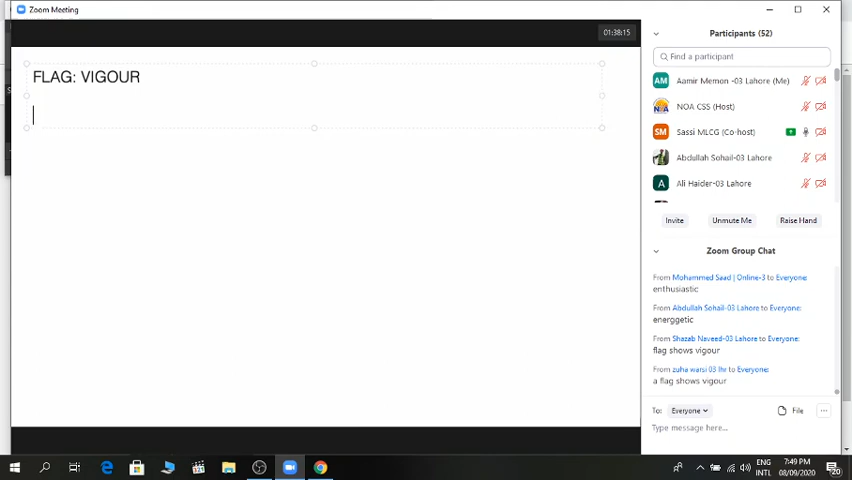 Zoom Meeting
01:38:15
FLAG: VIGOUR
Participants (52)
Find a participant
AM Aamir Memon -03 Lahore (Me)
NOA CSS (Host)
SM Sassi MLCG (Co-host)
Abdullah Sohail-03 Lahore
A Ali Haider-03 Lahore
Invite Unmute Me Raise Hand
Zoom Group Chat
From Mohammed Saad | Online-3 to Everyone:
enthusiastic
From Abdullah Sohail-03 Lahore to Everyone:
energgetic
From Shazab Naveed-03 Lahore to Everyone:
flag shows vigour
From zuha warsi 03 lhr to Everyone:
a flag shows vigour
To: Everyone File
Type message here...
ENG
INTL
7:49 PM
08/09/2020
20